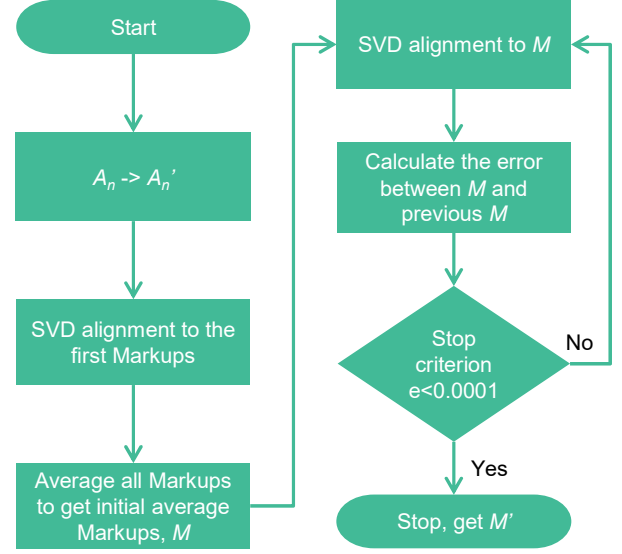 Start
Aₙ -> Aₙ’
SVD alignment to the
first Markups
Average all Markups
to get initial average
Markups, M
SVD alignment to M
Calculate the error
between M and
previous M
Stop
criterion
e<0.0001
No
Yes
Stop, get M’